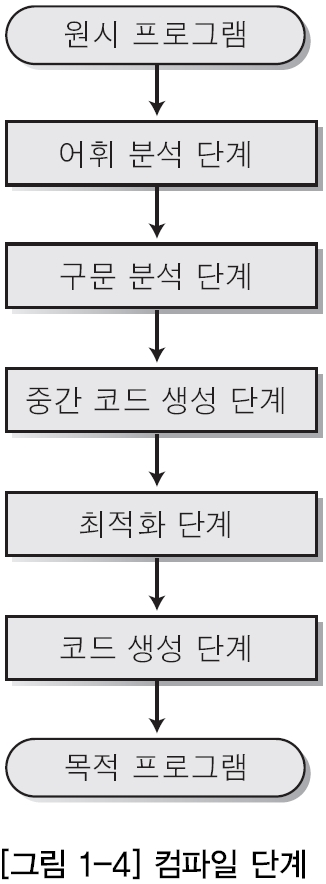 원시 프로그램
어휘 분석 단계
구문 분석 단계
중간 코드 생성 단계
최적화 단계
코드 생성 단계
목적 프로그램
[그림 1-4] 컴파일 단계